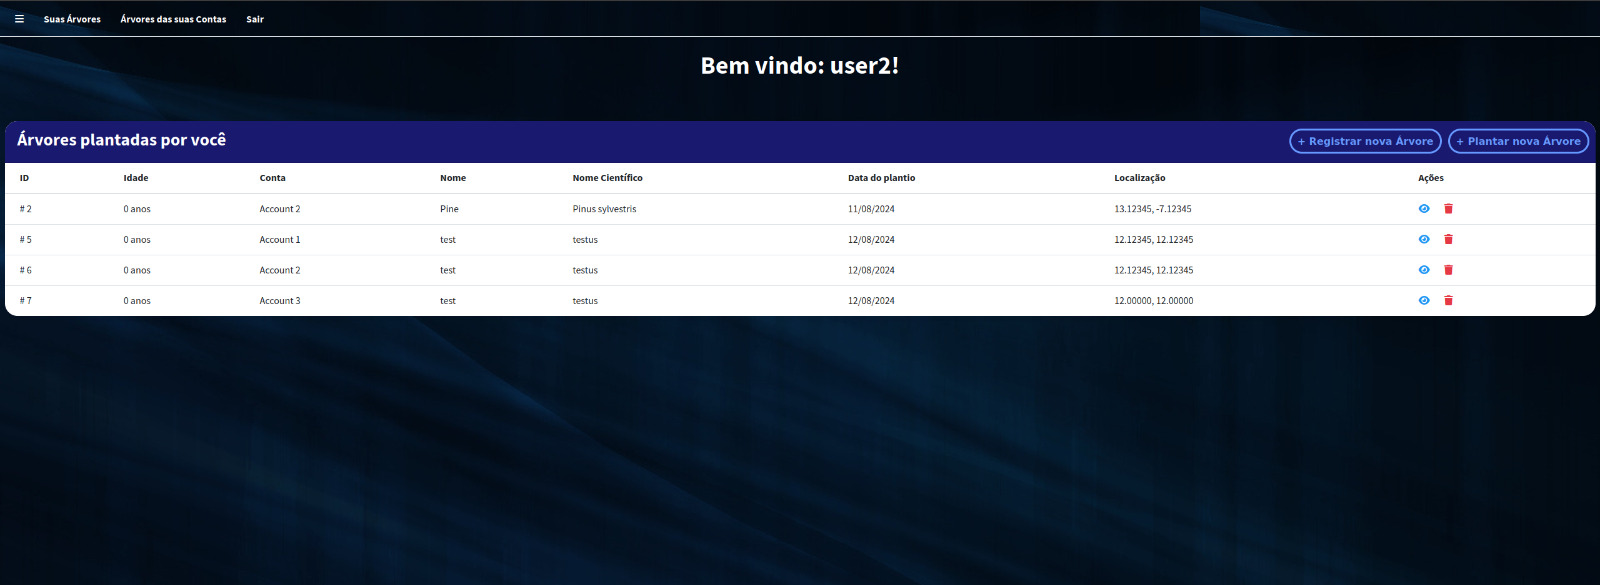 Suas Árvores Árvores das suas Contas Sair
Bem vindo: user2!
Árvores plantadas por você + Registrar nova Árvore + Plantar nova Árvore
ID Idade Conta Nome Nome Científico Data do plantio Localização Ações
# 2 0 anos Account 2 Pine Pinus sylvestris 11/08/2024 13.12345, -7.12345
# 5 0 anos Account 1 test testus 12/08/2024 12.12345, 12.12345
# 6 0 anos Account 2 test testus 12/08/2024 12.12345, 12.12345
# 7 0 anos Account 3 test testus 12/08/2024 12.00000, 12.00000